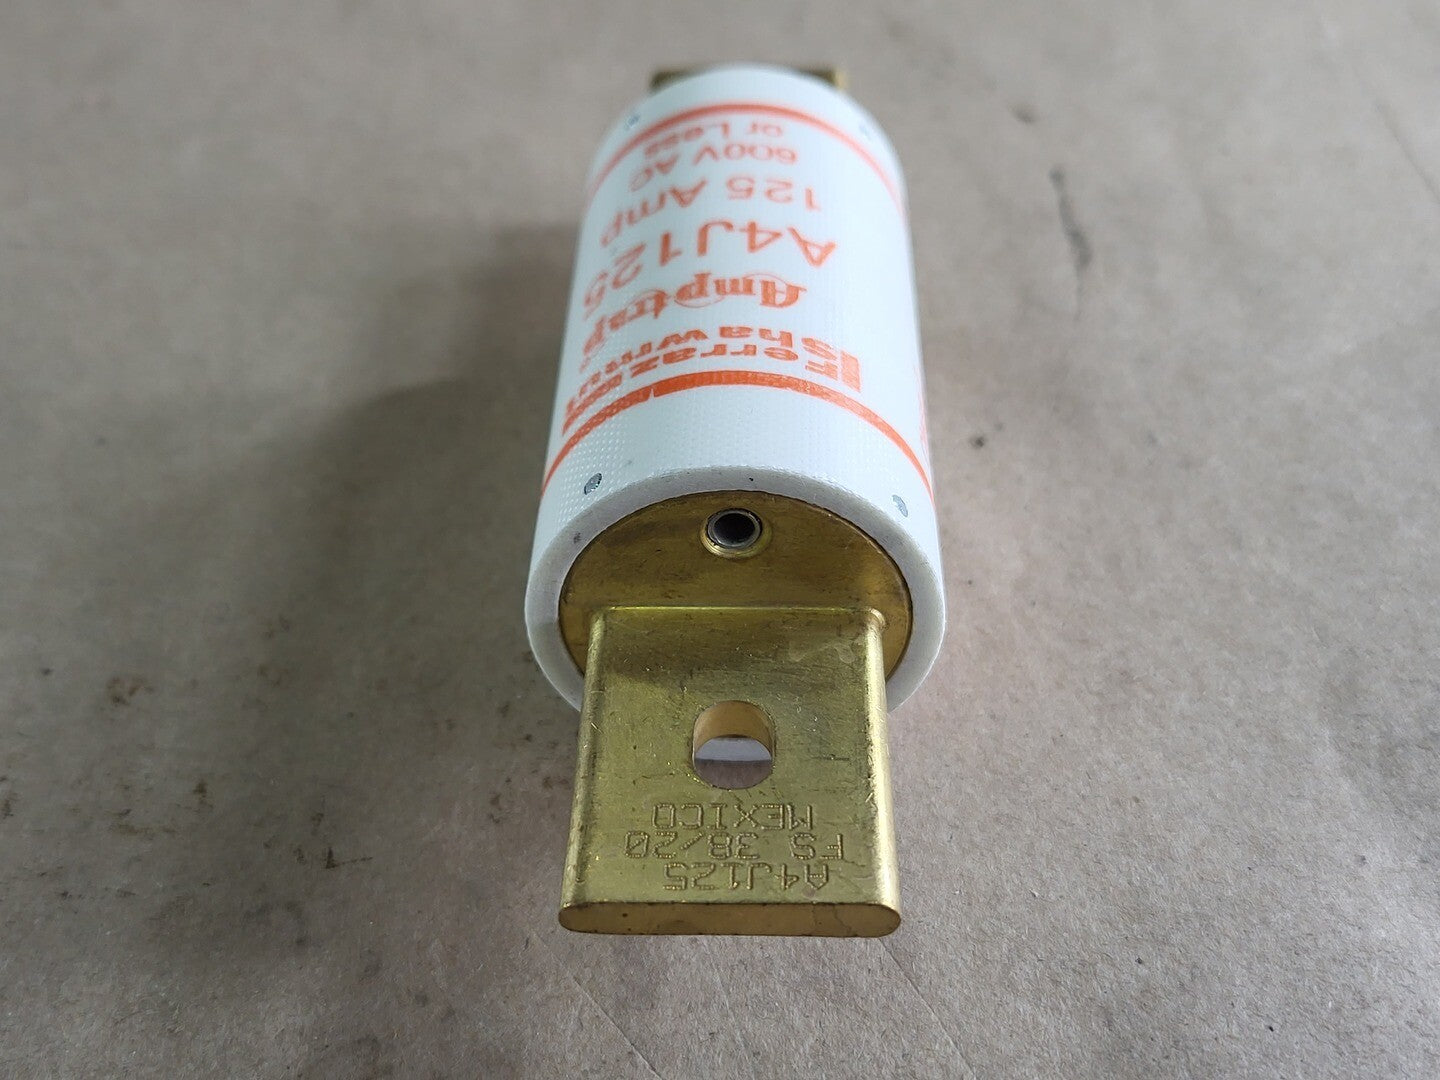 Ferraz
Shawmut
Amptrap®
A4J125
125 Amp
600V AC
or Less
A4J125
FS 38/20
MEXICO